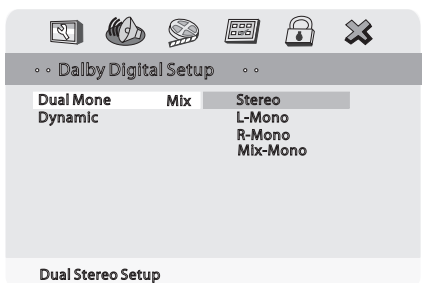 Dalby Digital Setup
Dual Mone Mix Stereo
Dynamic L-Mono
R-Mono
Mix-Mono
Dual Stereo Setup